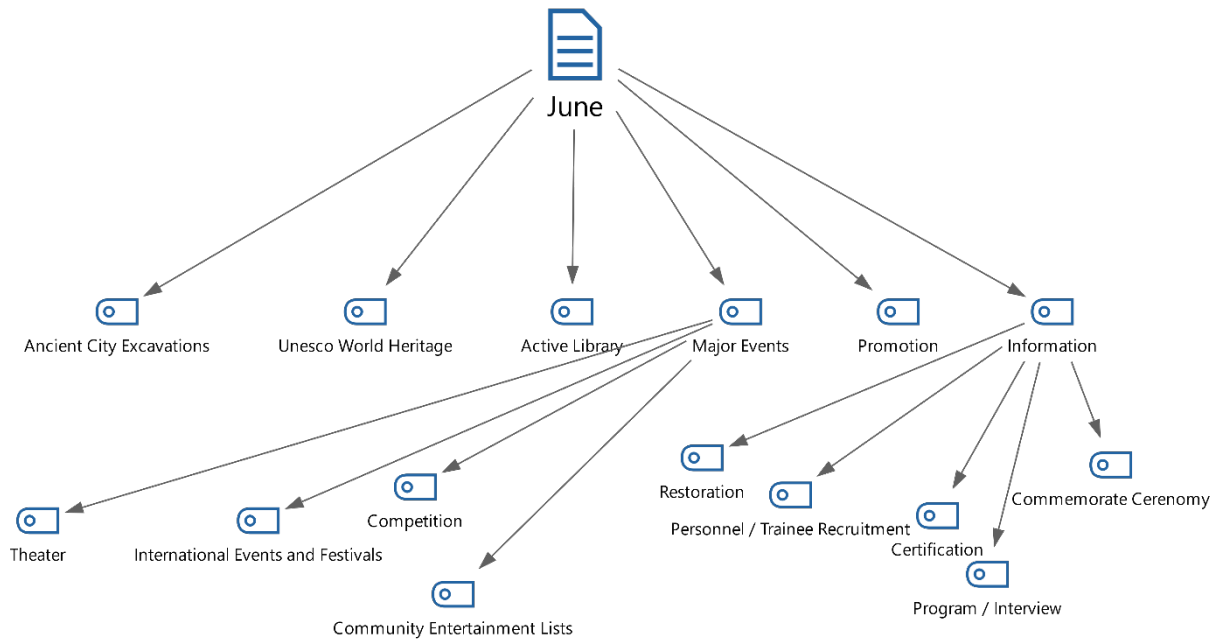 June
Ancient City Excavations
Unesco World Heritage
Active Library
Major Events
Promotion
Information
Restoration
Commemorate Cerenomy
Competition
Personnel / Trainee Recruitment
Theater
International Events and Festivals
Certification
Program / Interview
Community Entertainment Lists